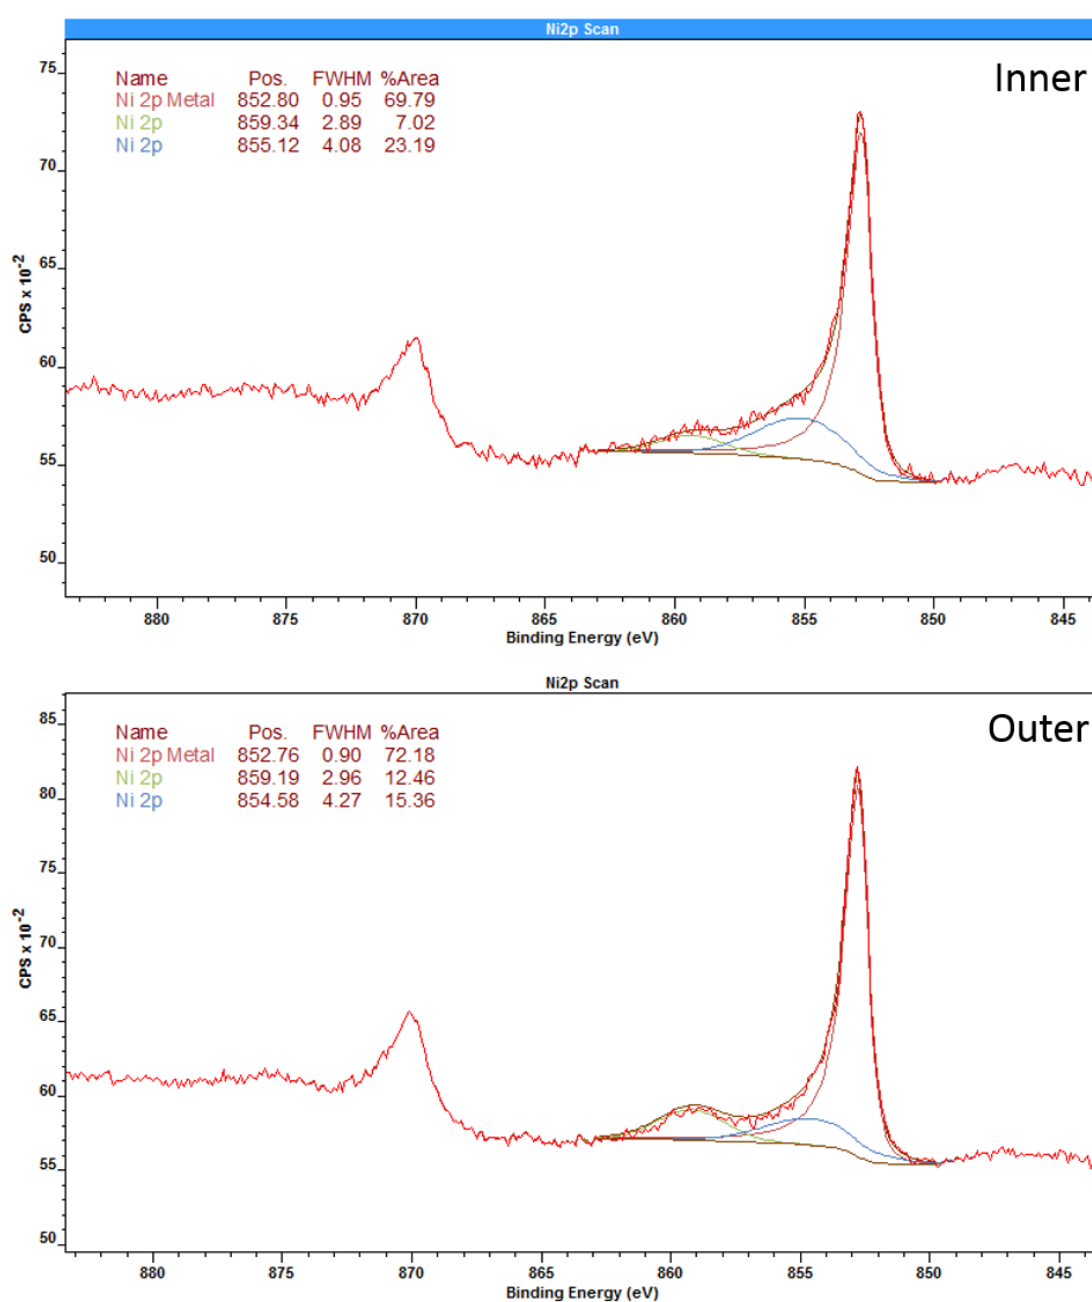 Ni2p Scan
Inner
Name Pos. FWHM %Area
Ni 2p Metal 852.80 0.95 69.79
Ni 2p 859.34 2.89 7.02
Ni 2p 855.12 4.08 23.19
75
70
65
60
55
50
CPS x 10-2
880 875 870 865 860 855 850 845
Binding Energy (eV)
Ni2p Scan
Outer
Name Pos. FWHM %Area
Ni 2p Metal 852.76 0.90 72.18
Ni 2p 859.19 2.96 12.46
Ni 2p 854.58 4.27 15.36
85
80
75
70
65
60
55
50
CPS x 10-2
880 875 870 865 860 855 850 845
Binding Energy (eV)